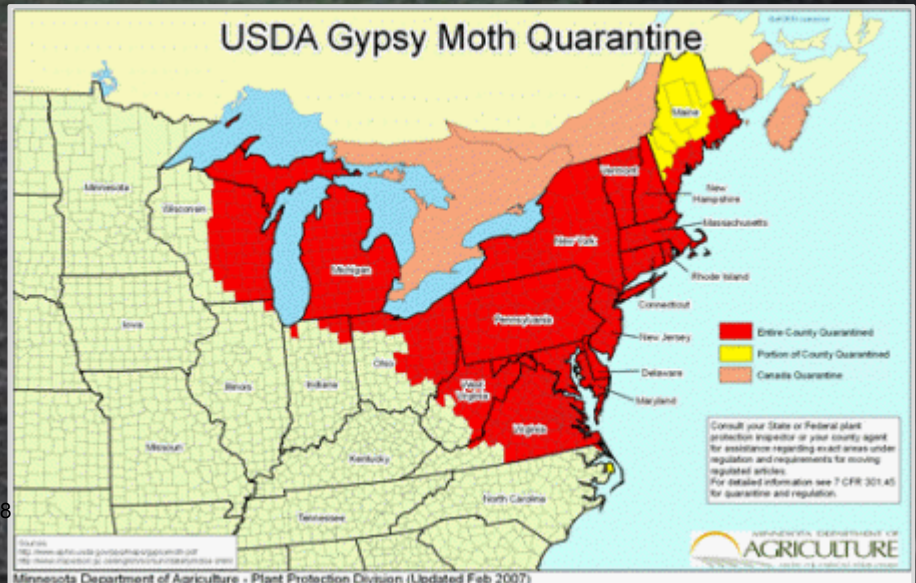 USDA Gypsy Moth Quarantine
Maine
Minnesota
Vermont
Wisconsin
New
Hampshire
Massachusetts
New York
Michigan
Rhode Island
Connecticut
Iowa
Pennsylvania
New Jersey
Entire County Quarantined
Portion of County Quarantined
Canada Quarantine
Ohio
Illinois
Indiana
Delaware
West
Virginia
Maryland
Virginia
Missouri
Kentucky
Consult your State or Federal plant
protection inspector or your county agent
for assistance regarding exact areas under
regulation and requirements for moving
regulated articles.
For detailed information see 7 CFR 301.45
for quarantine and regulation.
North Carolina
8
Tennessee
Sources
MINNESOTA DEPARTMENT OF
AGRICULTURE
Minnesota Department of Agriculture - Plant Protection Division (Updated Feb 2007)